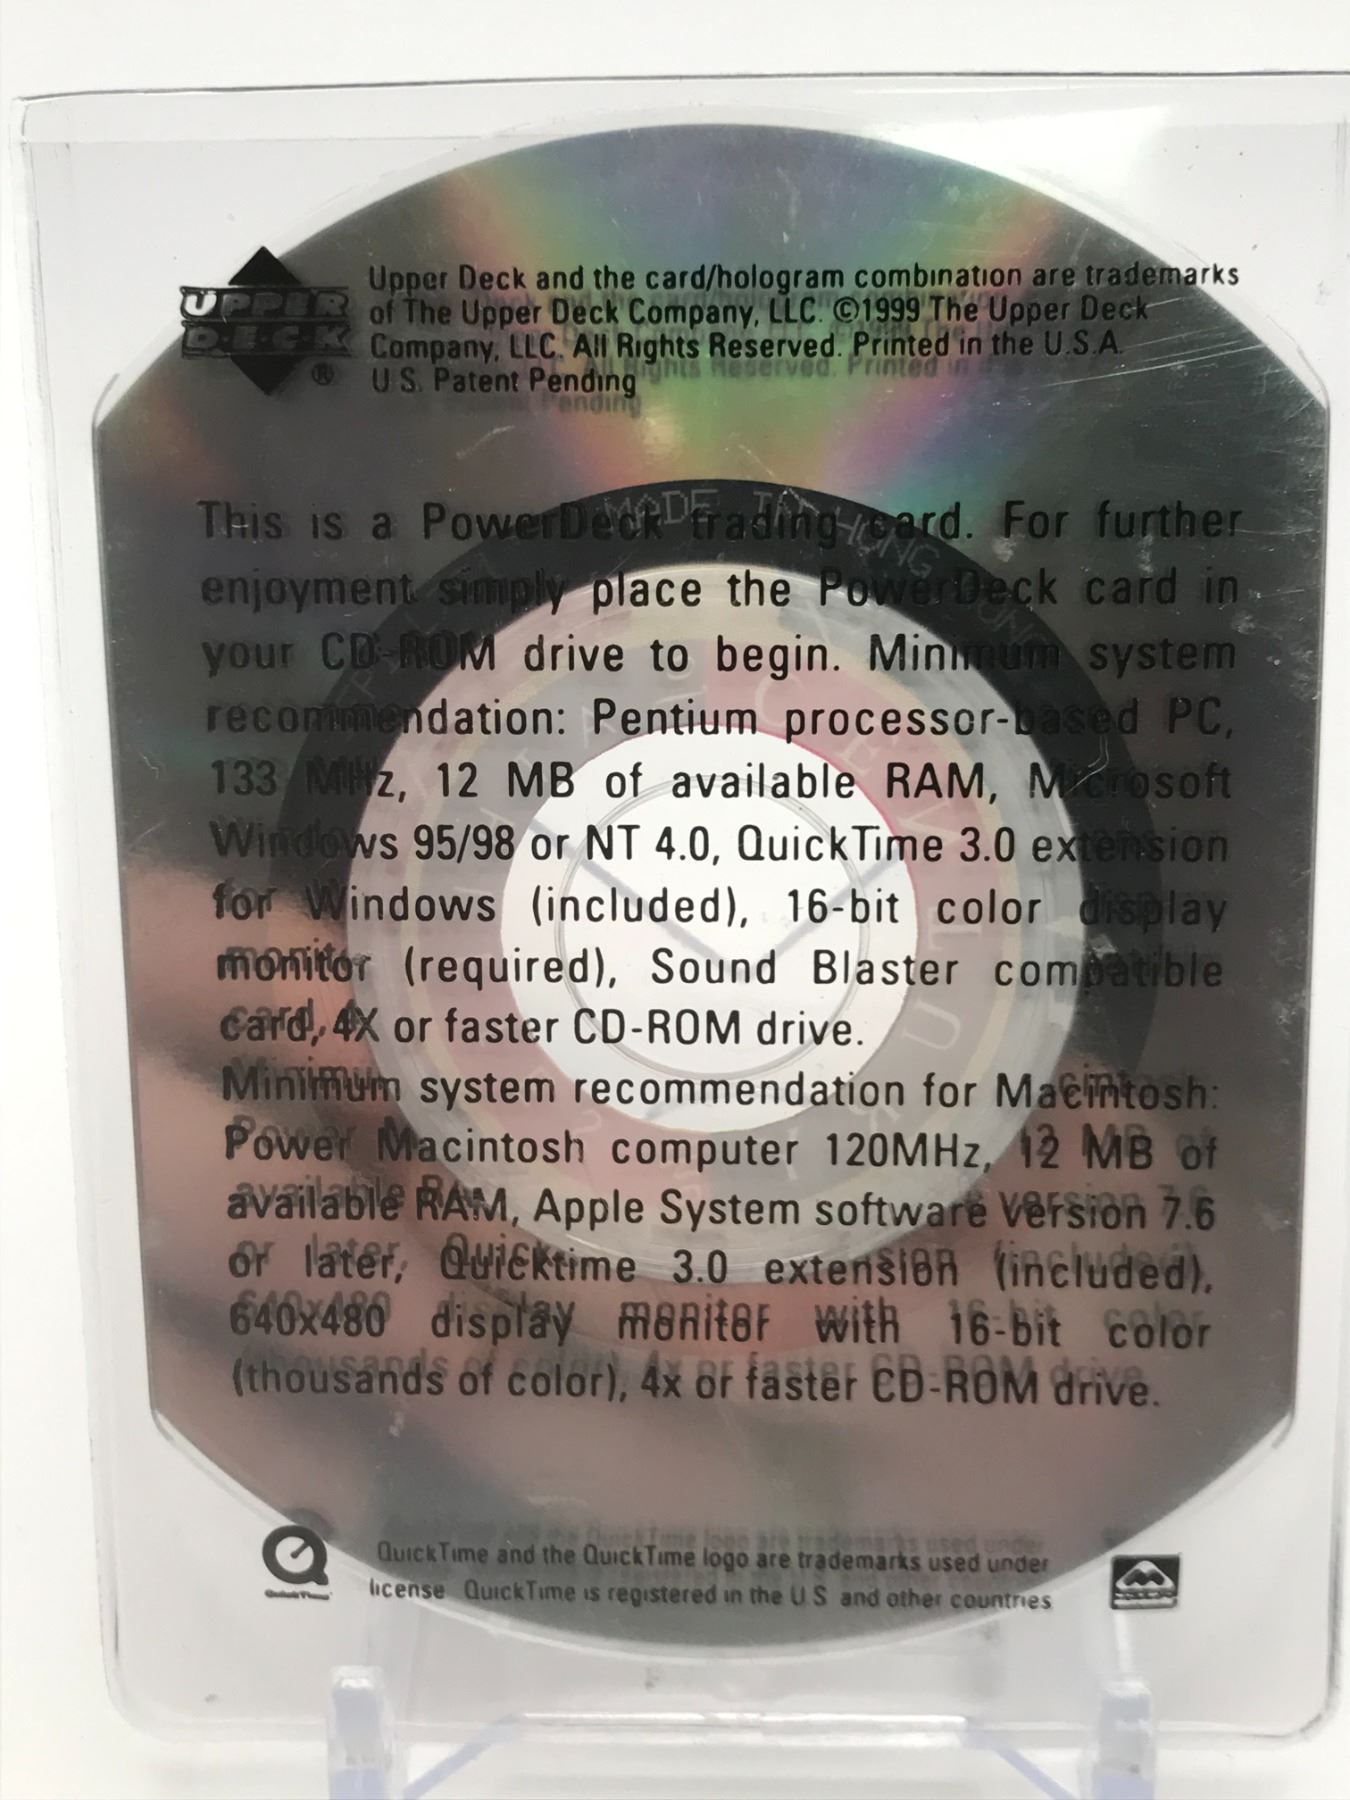 UPPER
D·E·C·K
®
Upper Deck and the card/hologram combination are trademarks
of The Upper Deck Company, LLC. ©1999 The Upper Deck
Company, LLC. All Rights Reserved. Printed in the U.S.A.
U.S. Patent Pending
MADE IN HONG KONG
This is a PowerDeck trading card. For further
enjoyment simply place the PowerDeck card in
your CD-ROM drive to begin. Minimum system
recommendation: Pentium processor-based PC,
133 MHz, 12 MB of available RAM, Microsoft
Windows 95/98 or NT 4.0, QuickTime 3.0 extension
for Windows (included), 16-bit color display
monitor (required), Sound Blaster compatible
card, 4X or faster CD-ROM drive.
Minimum system recommendation for Macintosh:
Power Macintosh computer 120MHz, 12 MB of
available RAM, Apple System software version 7.6
or later, Quicktime 3.0 extension (included),
640x480 display monitor with 16-bit color
(thousands of color), 4x or faster CD-ROM drive.
QuickTime
QuickTime and the QuickTime logo are trademarks used under
license QuickTime is registered in the U.S. and other countries